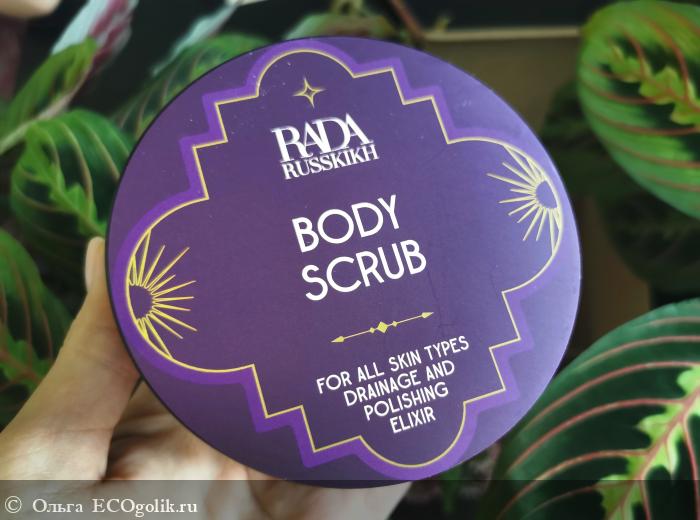 RADA
RUSSKIKH
BODY
SCRUB
FOR ALL SKIN TYPES
DRAINAGE AND
POLISHING
ELIXIR
© Ольга ECOgolik.ru